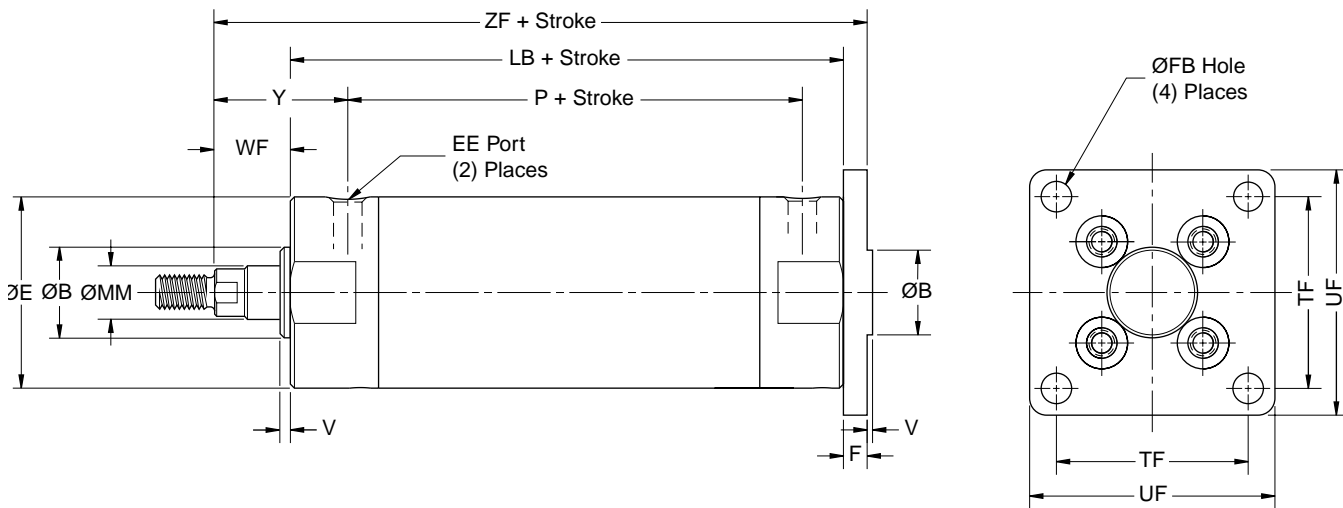 ZF + Stroke
LB + Stroke
Y
P + Stroke
WF
EE Port
(2) Places
ØE
ØB
ØMM
ØB
V
V
F
ØFB Hole
(4) Places
TF
UF
TF
UF